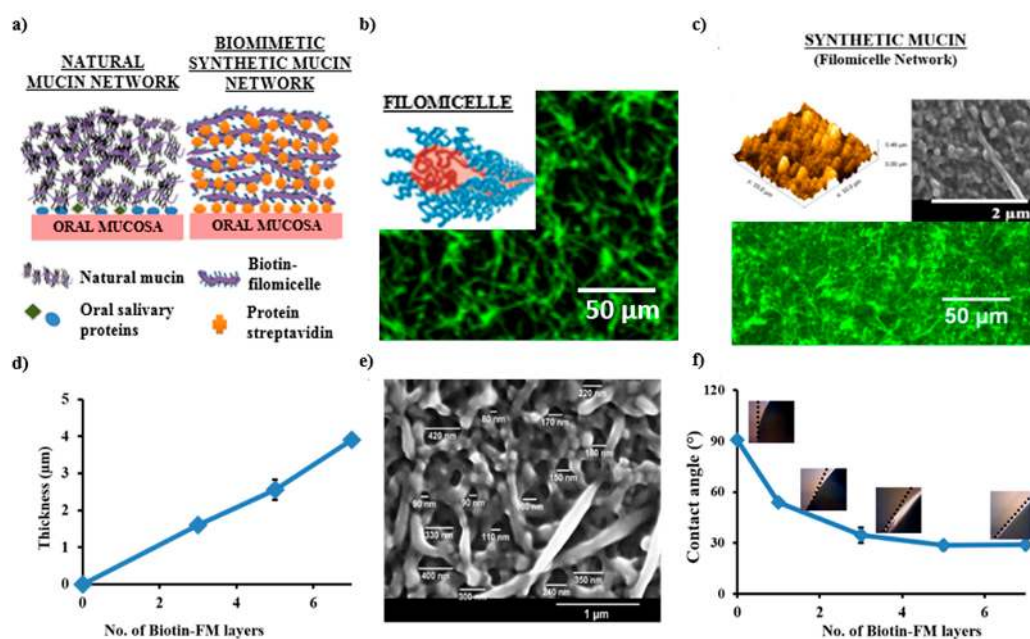 a)
NATURAL
MUCIN NETWORK
BIOMIMETIC
SYNTHETIC MUCIN
NETWORK
ORAL MUCOSA
ORAL MUCOSA
Natural mucin
Biotin-
filomicelle
Oral salivary
proteins
Protein
streptavidin
b)
FILOMICELLE
50 µm
c)
SYNTHETIC MUCIN
(Filomicelle Network)
2 µm
50 µm
d)
Thickness (µm)
5
4
3
2
1
0
0
2
4
6
No. of Biotin-FM layers
e)
220 nm
80 nm
170 nm
420 nm
150 nm
90 nm
330 nm
110 nm
400 nm
350 nm
300 nm
240 nm
1 µm
f)
Contact angle (°)
120
90
60
30
0
0
2
4
6
No. of Biotin-FM layers